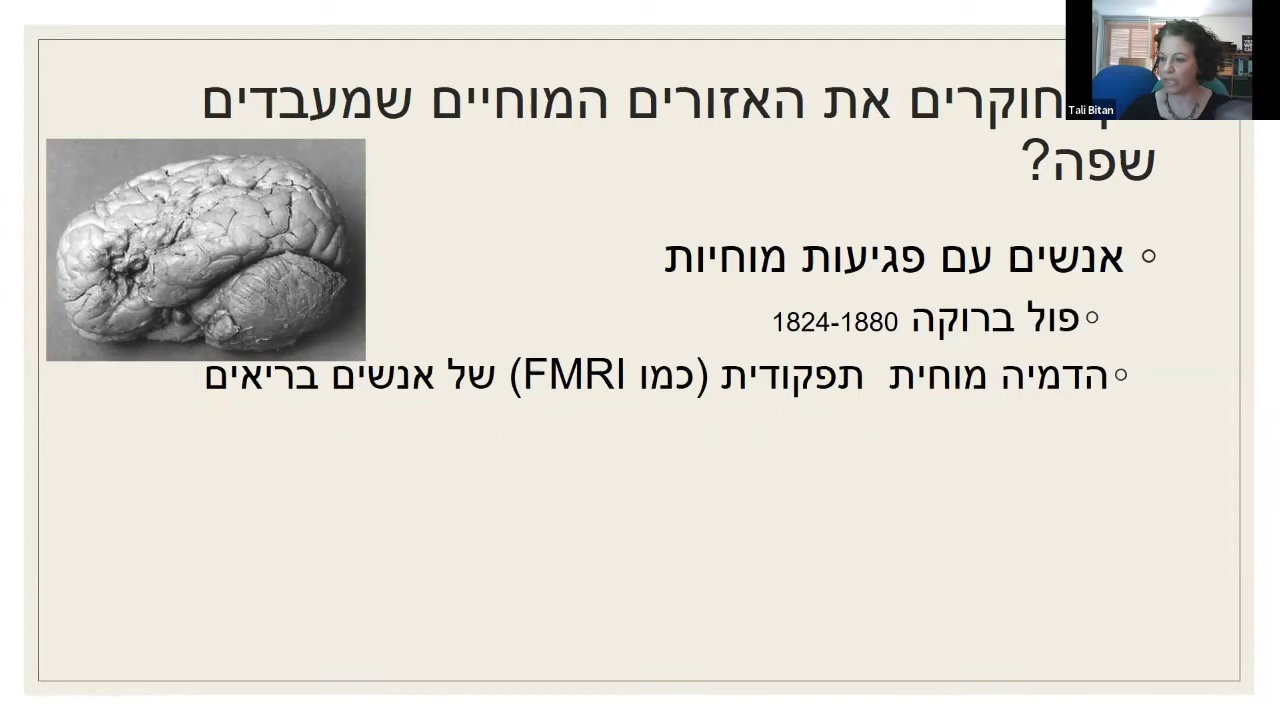 חוקרים את האזורים המוחיים שמעבדים
שפה?
◦ אנשים עם פגיעות מוחיות
◦ פול ברוקה 1824-1880
◦ הדמיה מוחית תפקודית (כמו FMRI) של אנשים בריאים
Tali Bitan